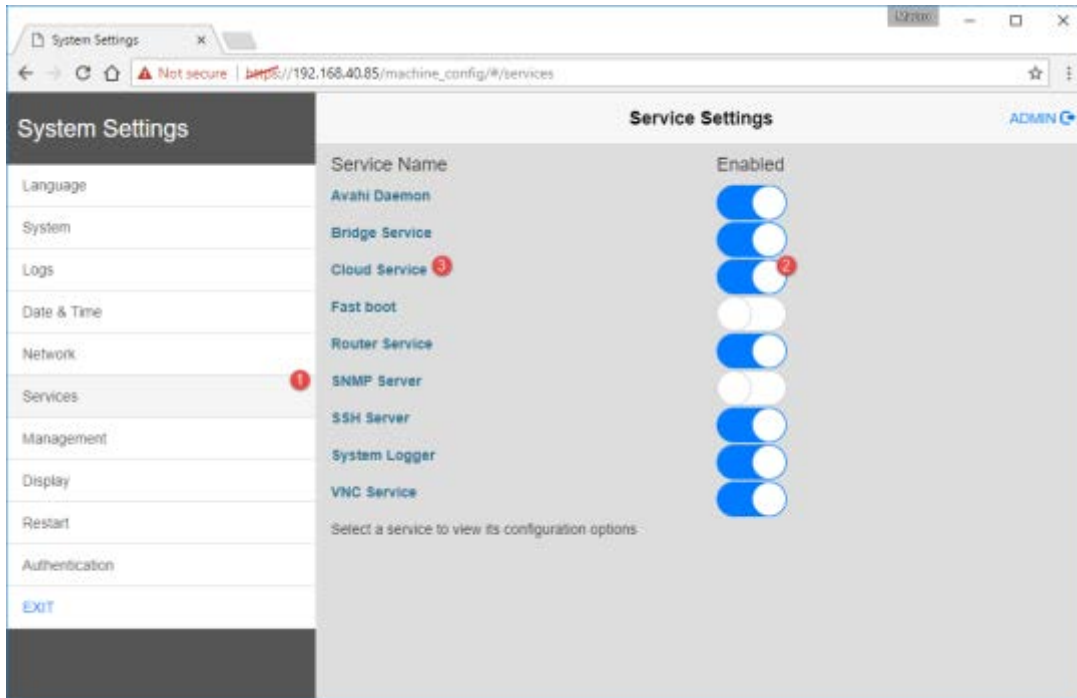 System Settings
Not secure | https://192.168.40.85/machine_config/#/services
System Settings
Service Settings
ADMIN
Language
System
Logs
Date & Time
Network
Services 1
Management
Display
Restart
Authentication
EXIT
Service Name Enabled
Avahi Daemon
Bridge Service
Cloud Service 3 2
Fast boot
Router Service
SNMP Server
SSH Server
System Logger
VNC Service
Select a service to view its configuration options